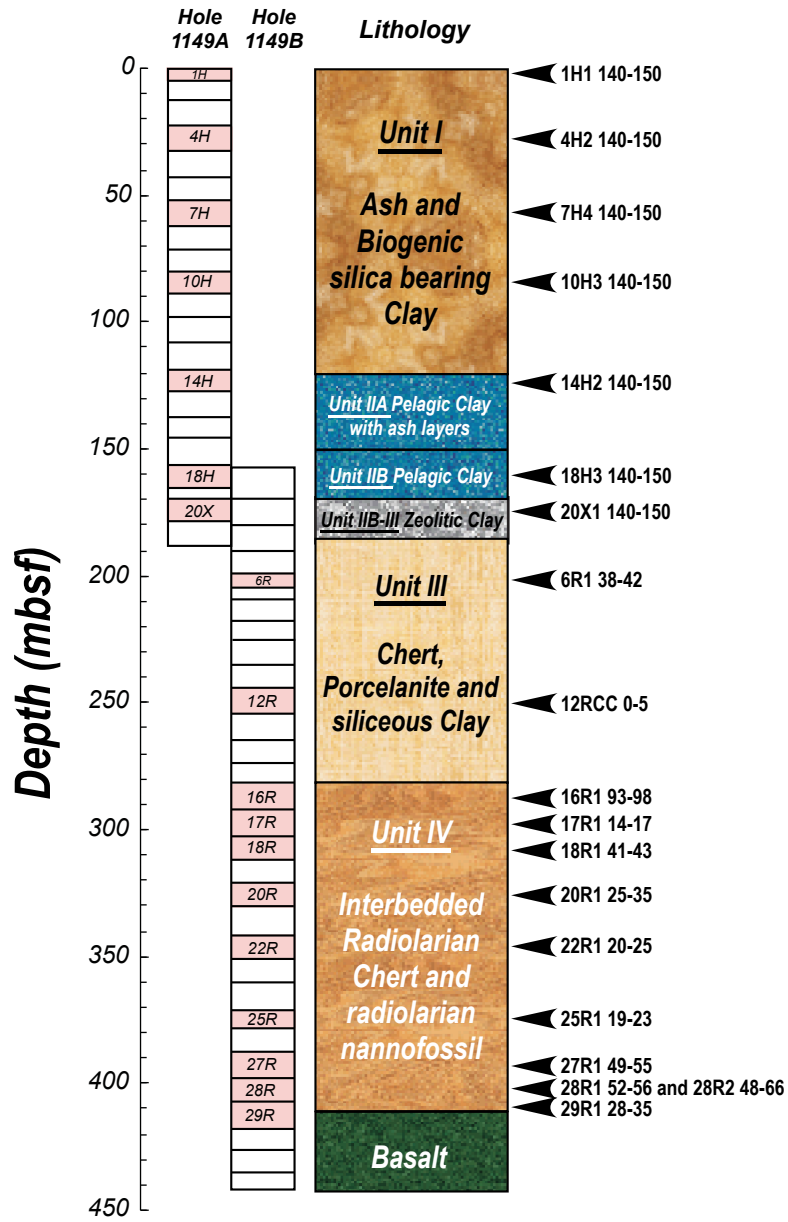 Hole
1149A
Hole
1149B
Lithology
Depth (mbsf)
0
50
100
150
200
250
300
350
400
450
1H
4H
7H
10H
14H
18H
20X
6R
12R
16R
17R
18R
20R
22R
25R
27R
28R
29R
Unit I
Ash and
Biogenic
silica bearing
Clay
Unit IIA Pelagic Clay
with ash layers
Unit IIB Pelagic Clay
Unit IIB-III Zeolitic Clay
Unit III
Chert,
Porcelanite and
siliceous Clay
Unit IV
Interbedded
Radiolarian
Chert and
radiolarian
nannofossil
Basalt
1H1 140-150
4H2 140-150
7H4 140-150
10H3 140-150
14H2 140-150
18H3 140-150
20X1 140-150
6R1 38-42
12RCC 0-5
16R1 93-98
17R1 14-17
18R1 41-43
20R1 25-35
22R1 20-25
25R1 19-23
27R1 49-55
28R1 52-56 and 28R2 48-66
29R1 28-35